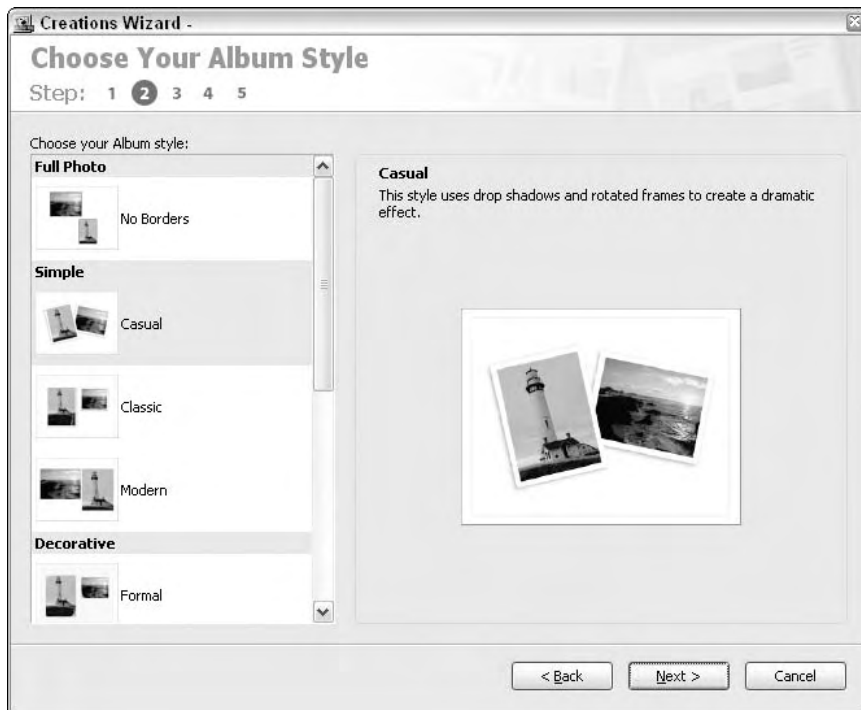 Creations Wizard -
Choose Your Album Style
Step: 1 2 3 4 5
Choose your Album style:
Full Photo
No Borders
Simple
Casual
Classic
Modern
Decorative
Formal
Casual
This style uses drop shadows and rotated frames to create a dramatic
effect.
< Back
Next >
Cancel